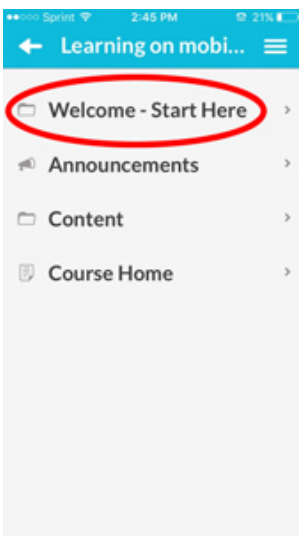 Sprint 2:45 PM 21%
Learning on mobi...
Welcome - Start Here
Announcements
Content
Course Home